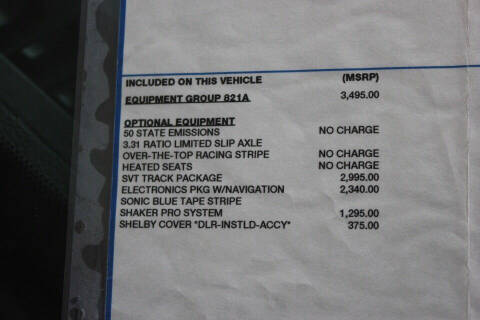 INCLUDED ON THIS VEHICLE (MSRP)
EQUIPMENT GROUP 821A 3,495.00
OPTIONAL EQUIPMENT
50 STATE EMISSIONS NO CHARGE
3.31 RATIO LIMITED SLIP AXLE
OVER-THE-TOP RACING STRIPE NO CHARGE
HEATED SEATS NO CHARGE
SVT TRACK PACKAGE 2,995.00
ELECTRONICS PKG W/NAVIGATION 2,340.00
SONIC BLUE TAPE STRIPE
SHAKER PRO SYSTEM 1,295.00
SHELBY COVER *DLR-INSTLD-ACCY* 375.00